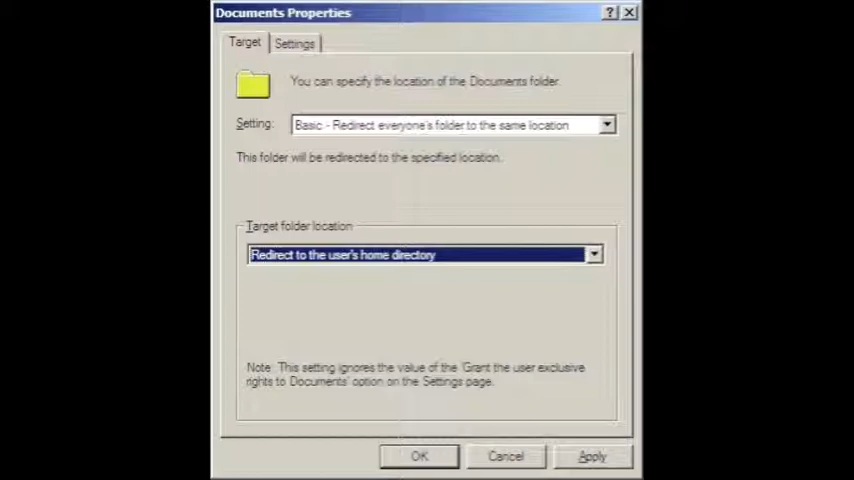 Documents Properties
Target
Settings
You can specify the location of the Documents folder.
Setting:
Basic - Redirect everyone's folder to the same location
This folder will be redirected to the specified location.
Target folder location
Redirect to the user's home directory
Note: This setting ignores the value of the 'Grant the user exclusive
rights to Documents' option on the Settings page.
OK
Cancel
Apply